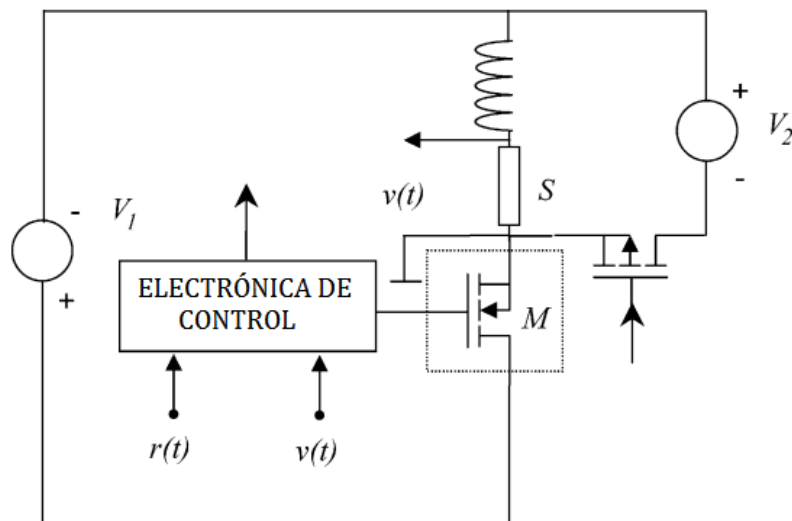 +
V₂
-
-
V₁
+
v(t)
S
ELECTRÓNICA DE
CONTROL
M
r(t)
v(t)